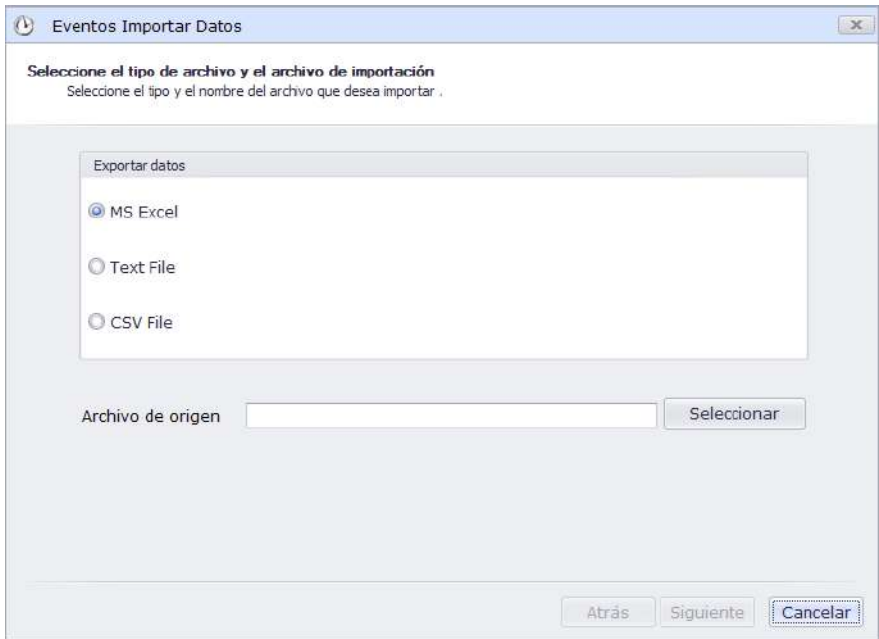 Eventos Importar Datos
Seleccione el tipo de archivo y el archivo de importación
Seleccione el tipo y el nombre del archivo que desea importar .
Exportar datos
MS Excel
Text File
CSV File
Archivo de origen
Seleccionar
Atrás
Siguiente
Cancelar